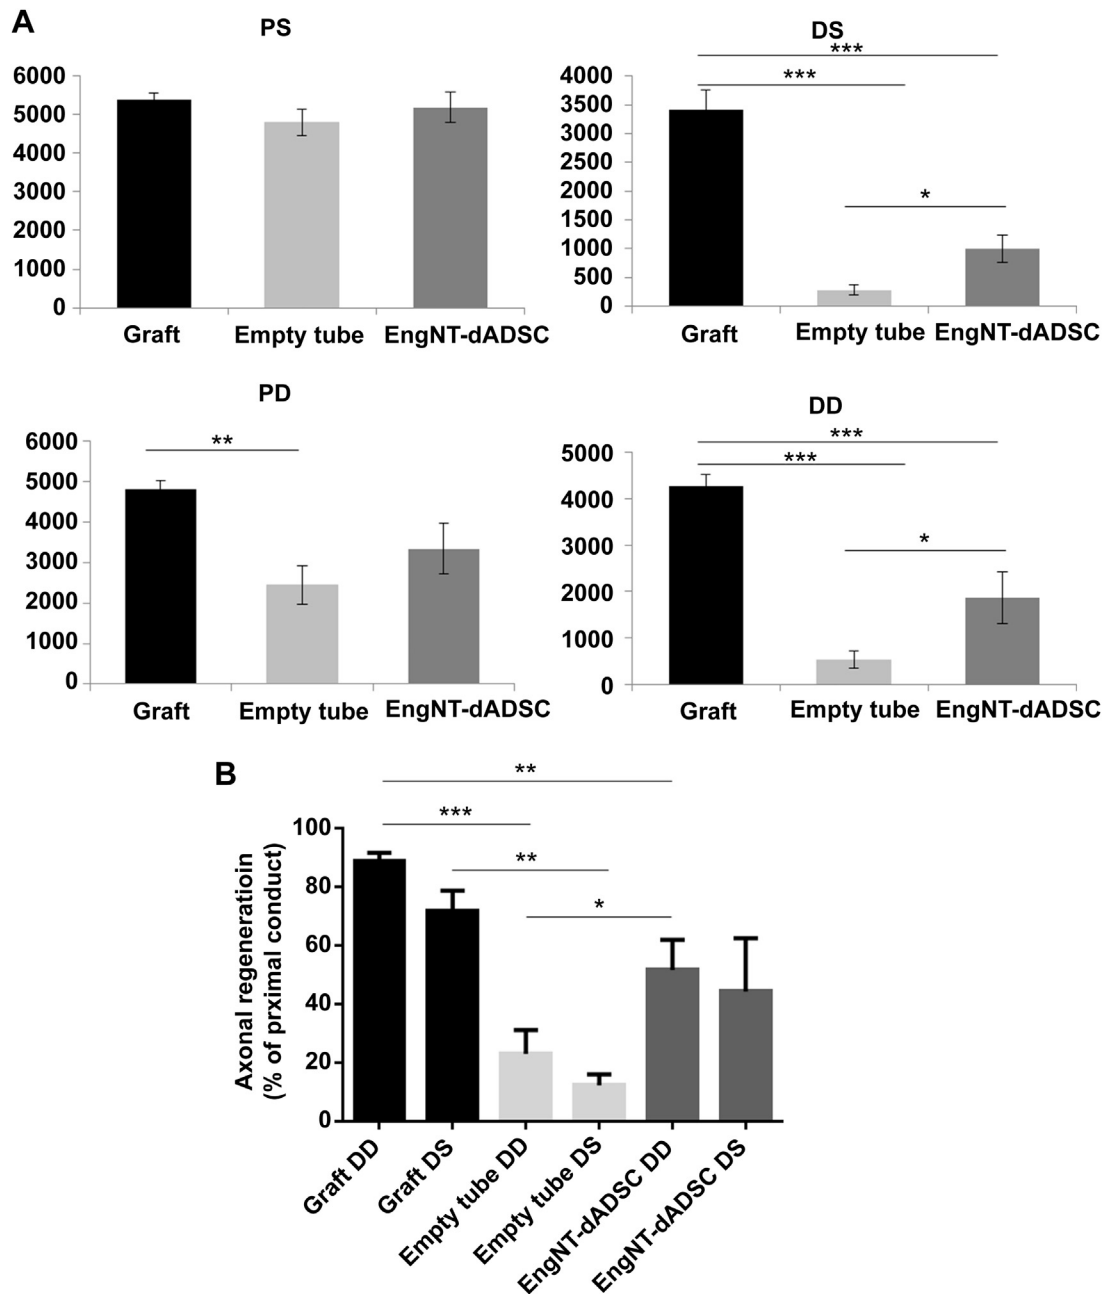 A
PS
6000
5000
4000
3000
2000
1000
0
Graft Empty tube EngNT-dADSC
DS
***
***
*
4000
3500
3000
2500
2000
1500
1000
500
0
Graft Empty tube EngNT-dADSC
PD
**
6000
5000
4000
3000
2000
1000
0
Graft Empty tube EngNT-dADSC
DD
***
***
*
5000
4000
3000
2000
1000
0
Graft Empty tube EngNT-dADSC
B
**
***
**
*
Axonal regeneratioin
(% of prximal conduct)
100
80
60
40
20
0
Graft DD
Graft DS
Empty tube DD
Empty tube DS
EngNT-dADSC DD
EngNT-dADSC DS